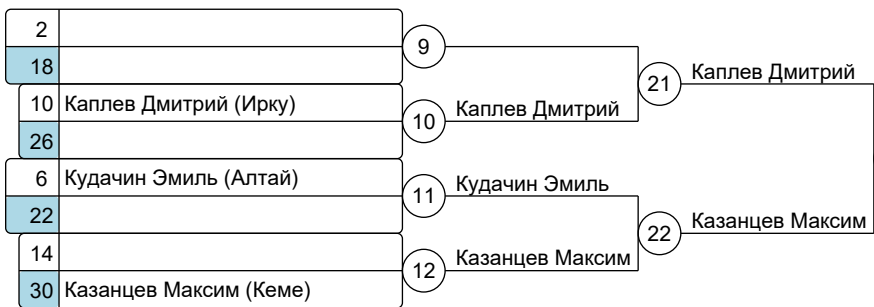 2
9
18
21 Каплев Дмитрий
10 Каплев Дмитрий (Ирку)
10 Каплев Дмитрий
26
6 Кудачин Эмиль (Алтай)
11 Кудачин Эмиль
22
22 Казанцев Максим
14
12 Казанцев Максим
30 Казанцев Максим (Кеме)